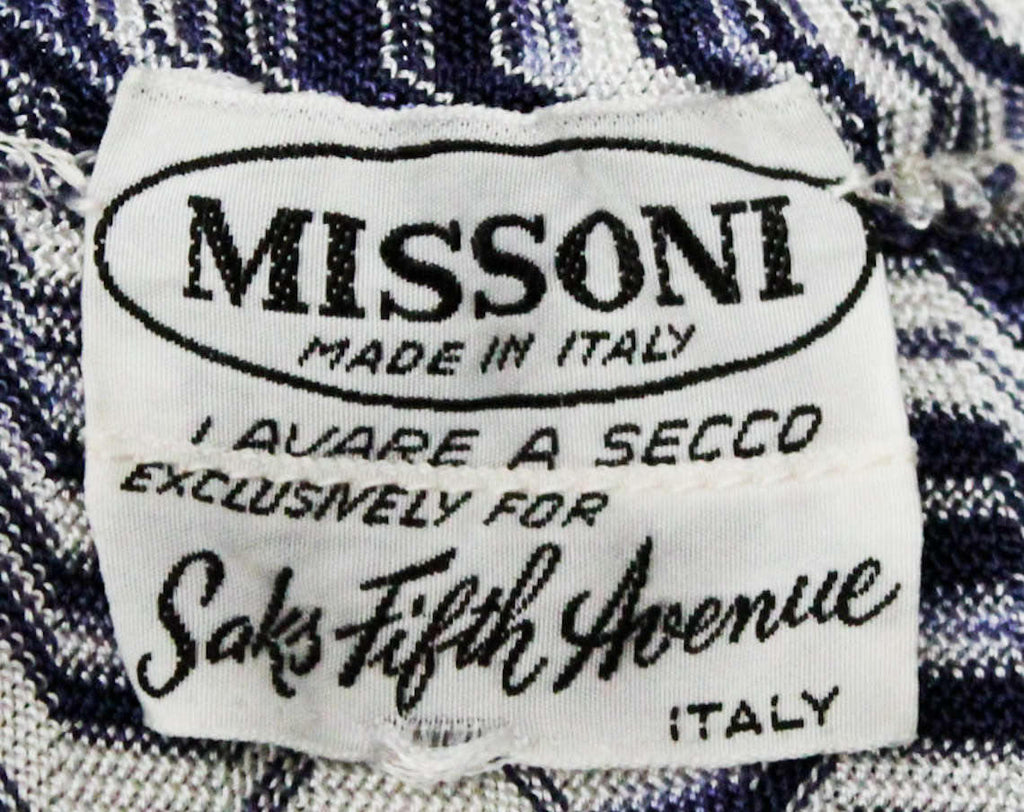 MISSONI
MADE IN ITALY
LAVARE A SECCO
EXCLUSIVELY FOR
Saks Fifth Avenue
ITALY